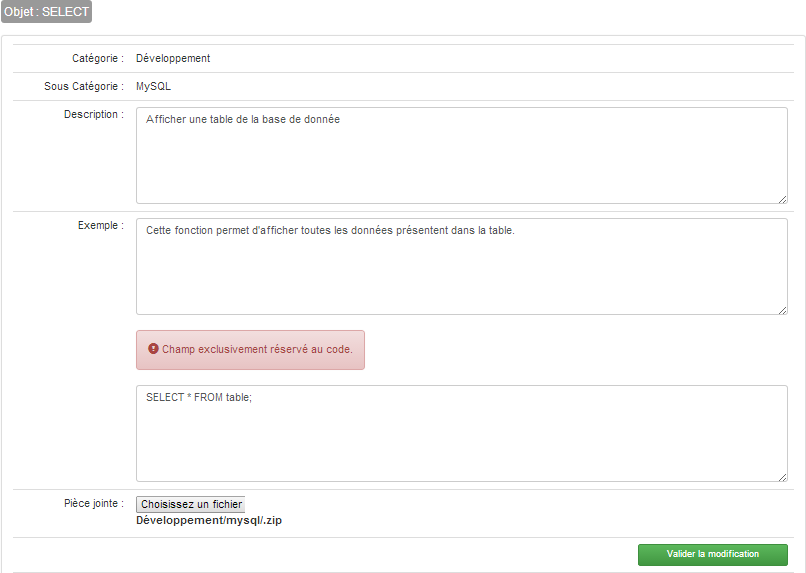 Objet : SELECT
Catégorie : Développement
Sous Catégorie : MySQL
Description : Afficher une table de la base de donnée
Exemple : Cette fonction permet d'afficher toutes les données présentent dans la table.
Champ exclusivement réservé au code.
SELECT * FROM table;
Pièce jointe : Choisissez un fichier
Développement/mysql/.zip
Valider la modification